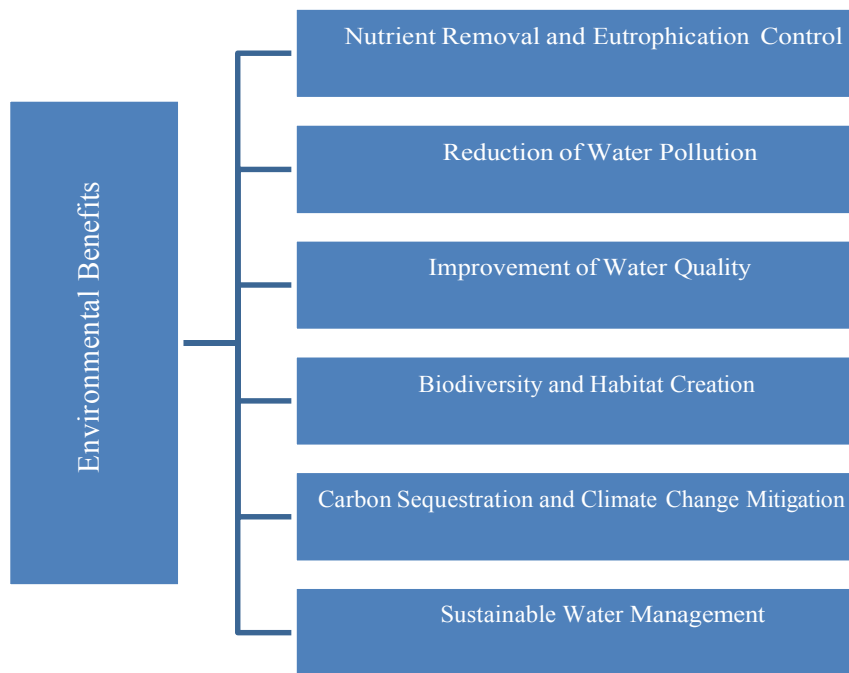 Environmental Benefits
Nutrient Removal and Eutrophication Control
Reduction of Water Pollution
Improvement of Water Quality
Biodiversity and Habitat Creation
Carbon Sequestration and Climate Change Mitigation
Sustainable Water Management